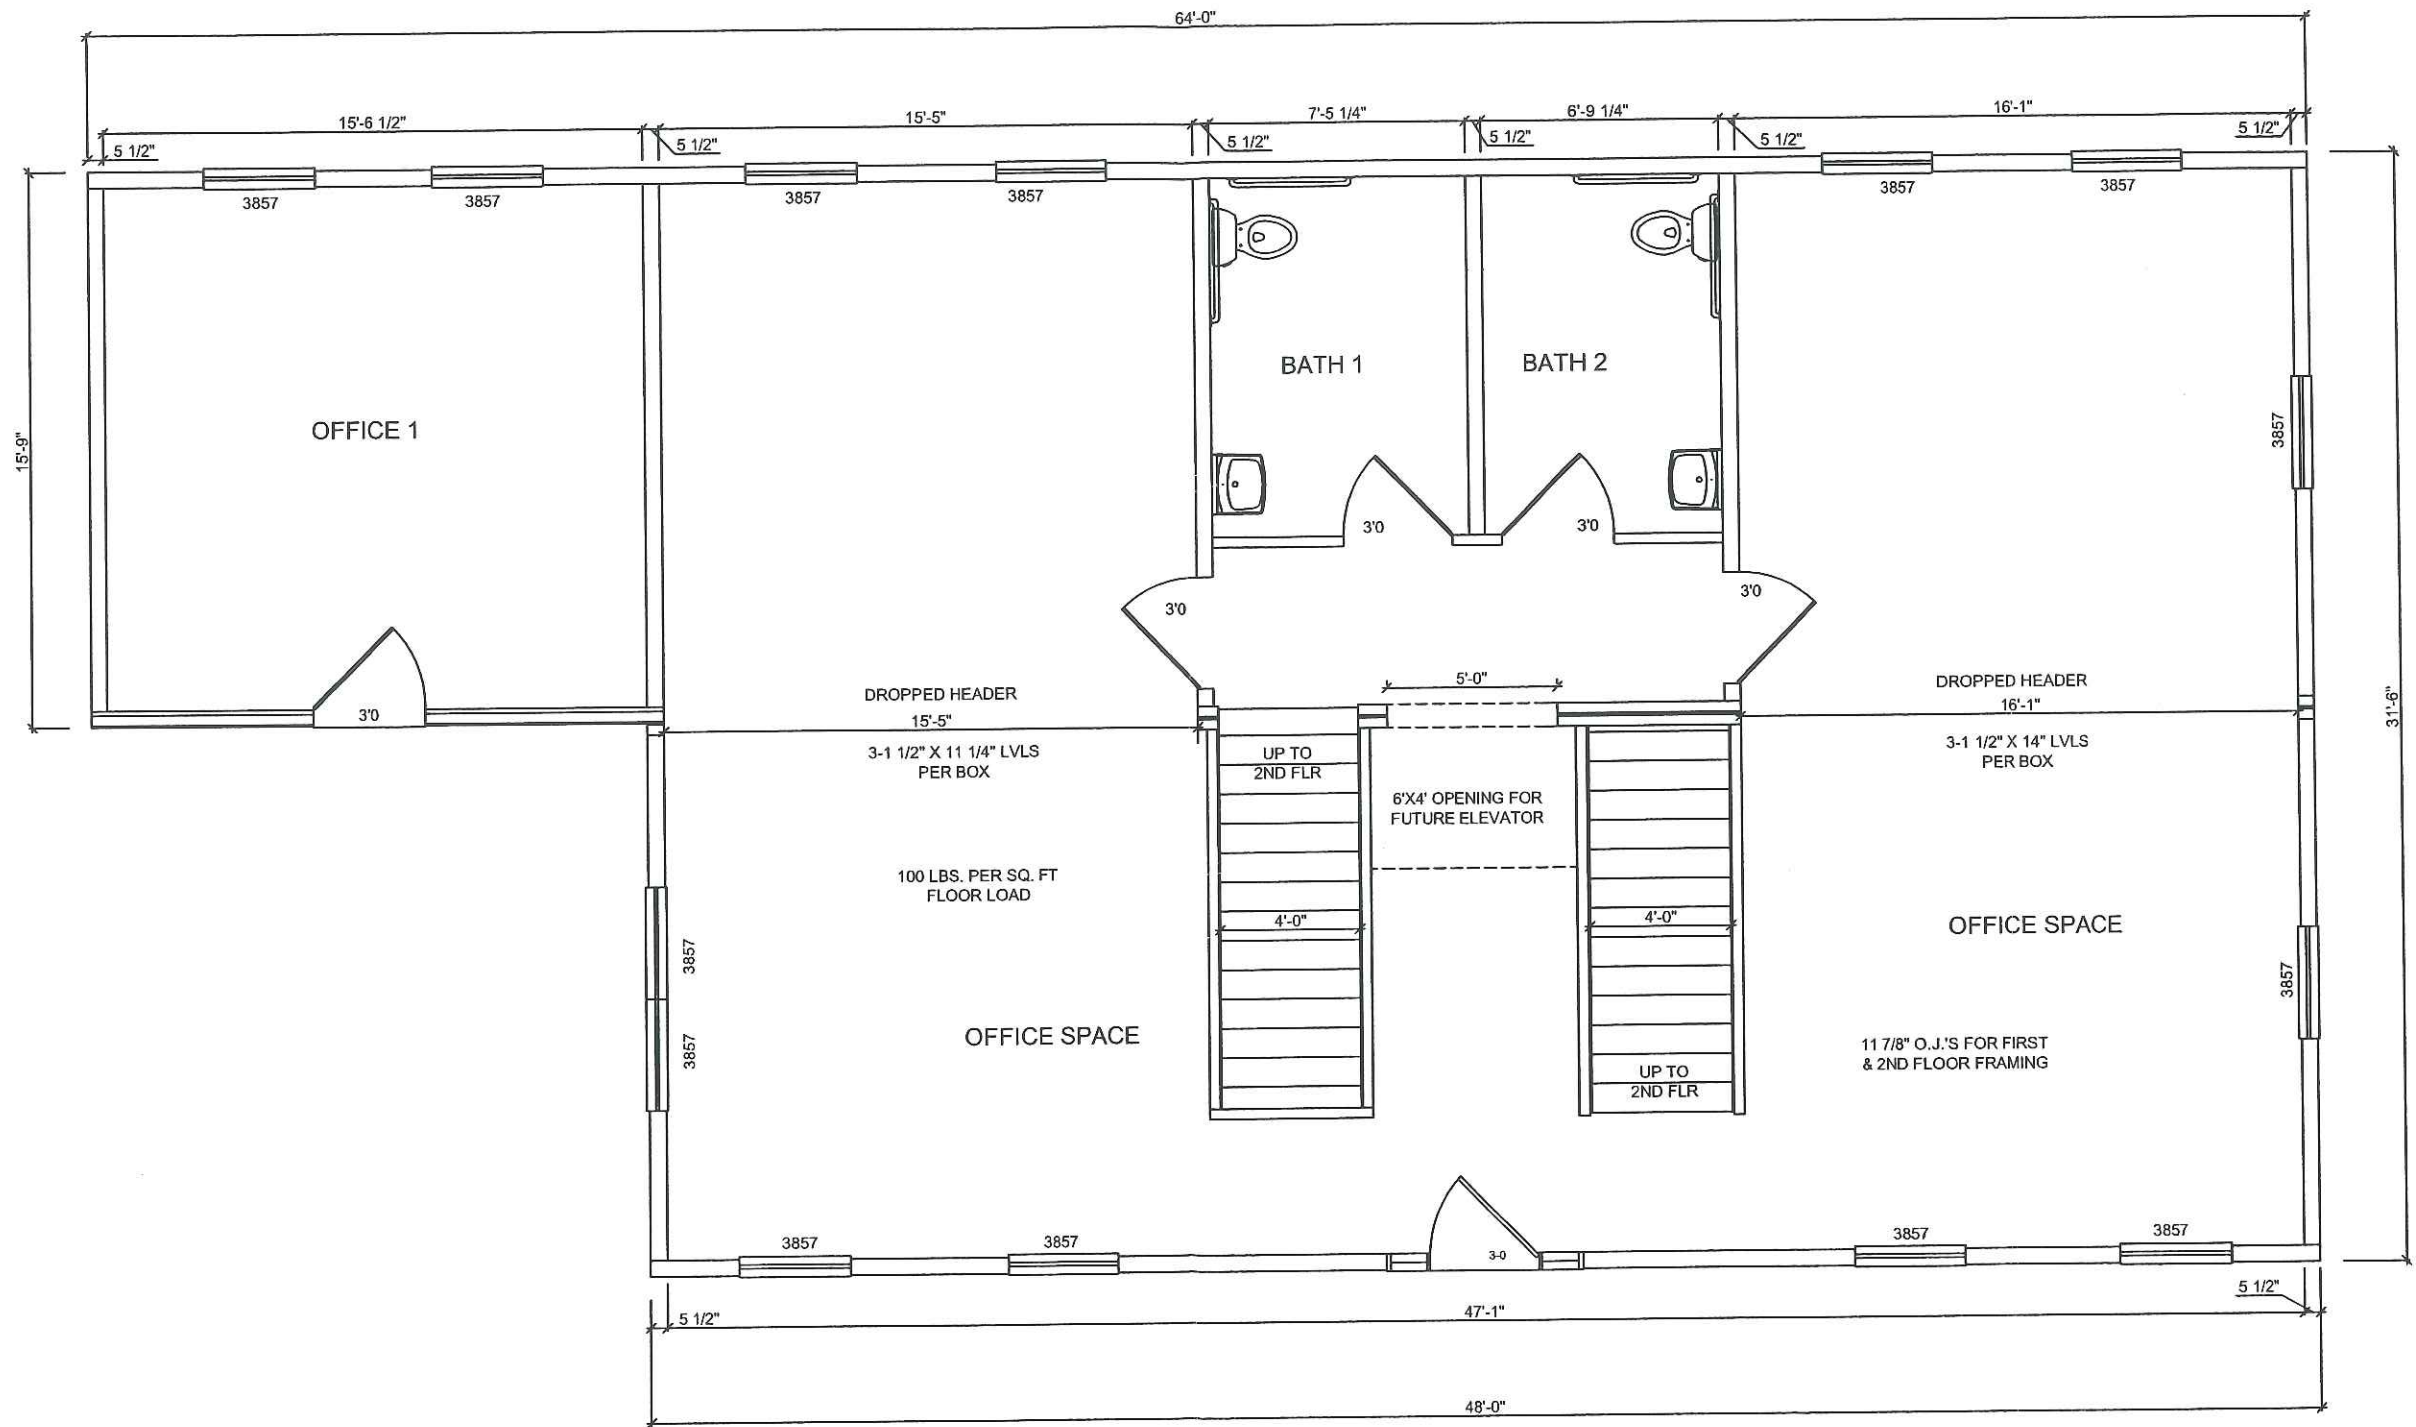 64'-0"
15'-6 1/2"
15'-5"
7'-5 1/4"
6'-9 1/4"
16'-1"
5 1/2"
5 1/2"
5 1/2"
5 1/2"
5 1/2"
5 1/2"
3857
3857
3857
3857
3857
3857
BATH 1
BATH 2
OFFICE 1
15'-9"
3857
3'0
3'0
3'0
3'0
31'-6"
3'0
DROPPED HEADER
15'-5"
3-1 1/2" X 11 1/4" LVLS
PER BOX
5'-0"
DROPPED HEADER
16'-1"
3-1 1/2" X 14" LVLS
PER BOX
UP TO
2ND FLR
6'X4' OPENING FOR
FUTURE ELEVATOR
100 LBS. PER SQ. FT
FLOOR LOAD
4'-0"
4'-0"
OFFICE SPACE
3857
3857
3857
OFFICE SPACE
11 7/8" O.J.'S FOR FIRST
& 2ND FLOOR FRAMING
UP TO
2ND FLR
3857
3857
3-0
3857
3857
5 1/2"
47'-1"
5 1/2"
48'-0"